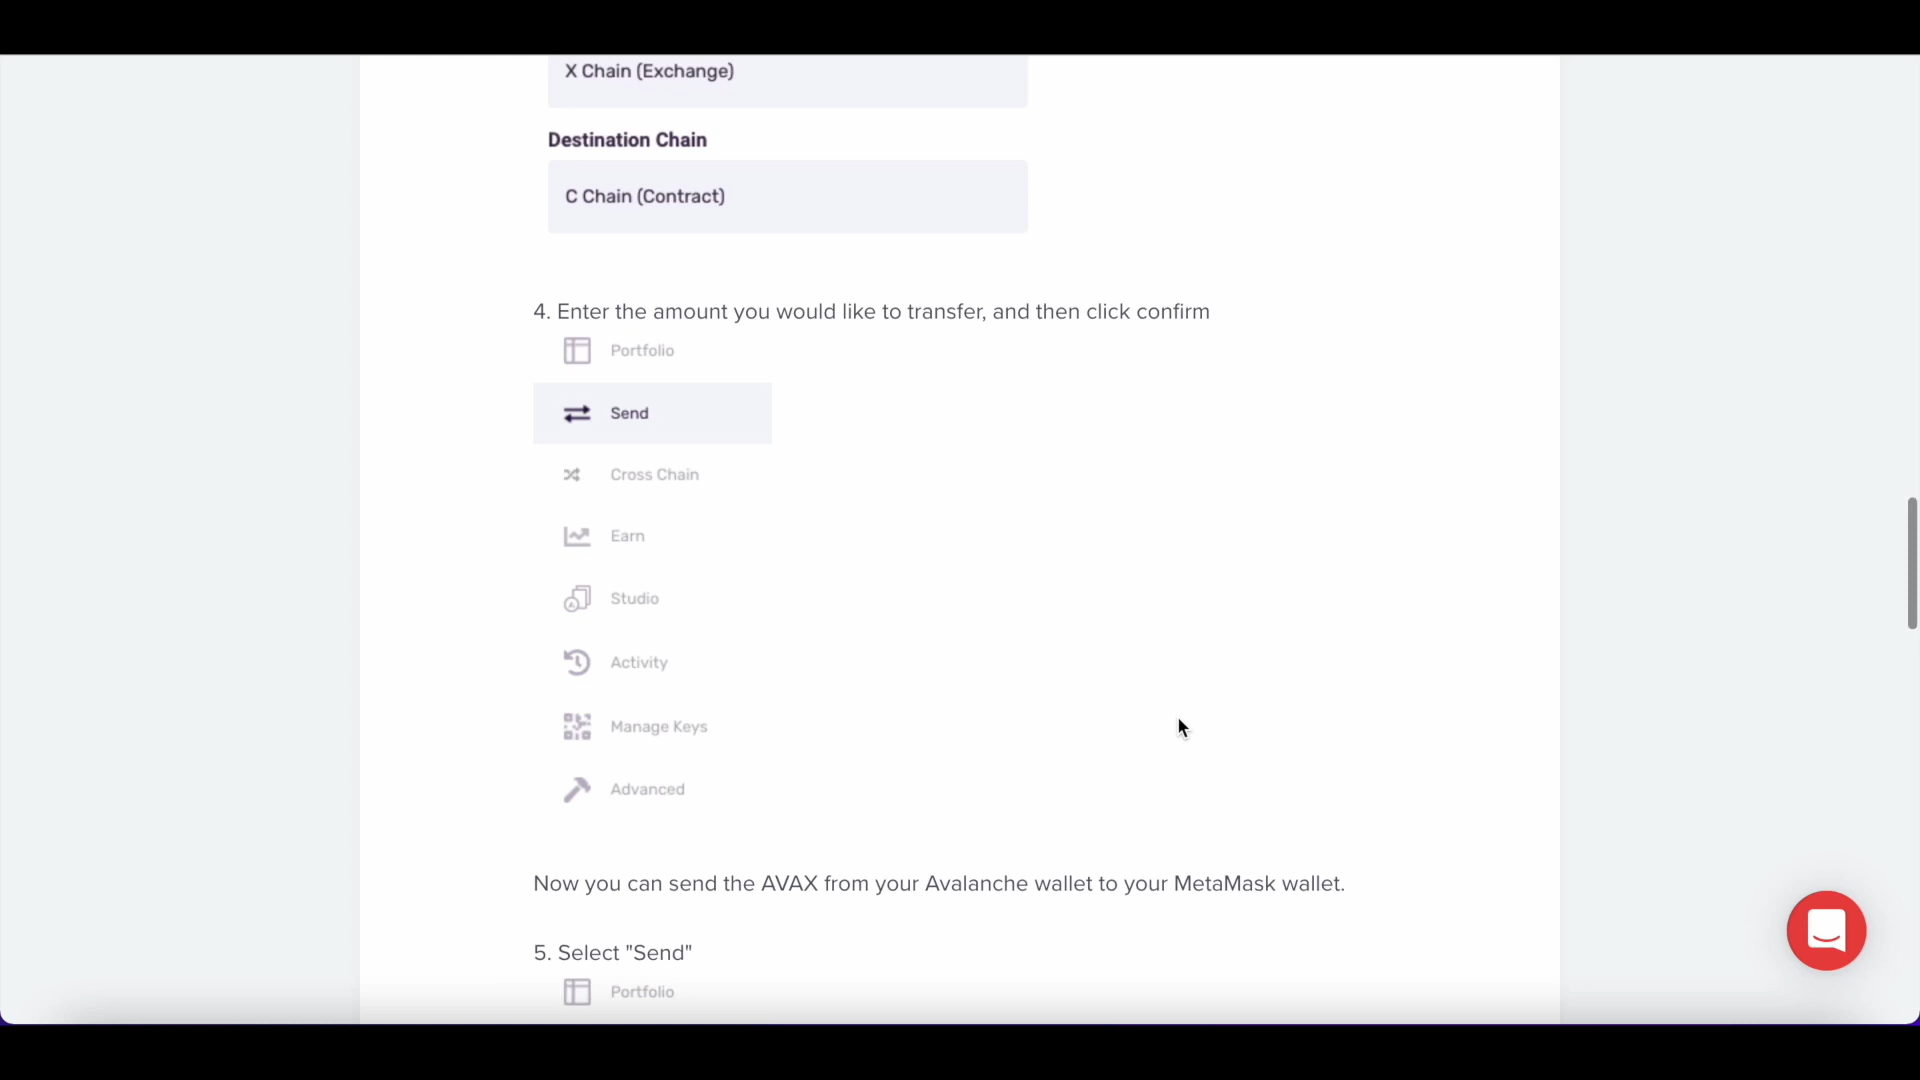 X Chain (Exchange)
Destination Chain
C Chain (Contract)
4. Enter the amount you would like to transfer, and then click confirm
Portfolio
Send
Cross Chain
Earn
Studio
Activity
Manage Keys
Advanced
Now you can send the AVAX from your Avalanche wallet to your MetaMask wallet.
5. Select "Send"
Portfolio